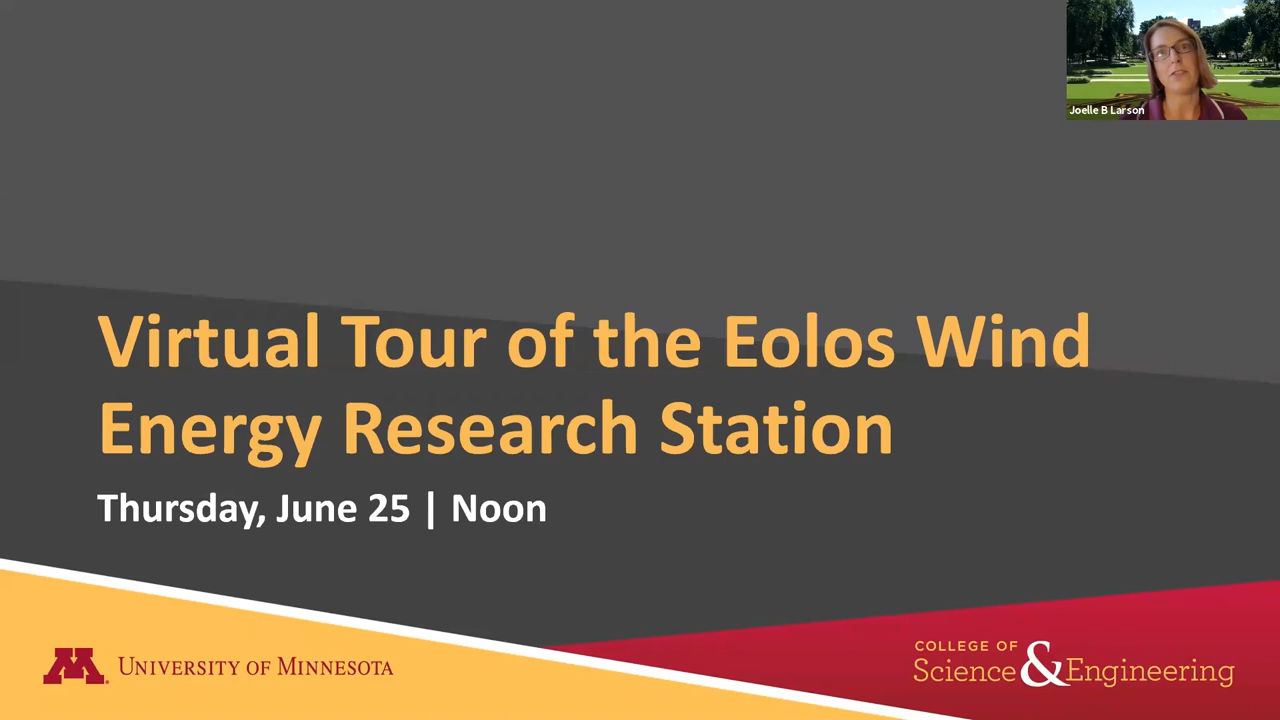 Joelle B Larson
Virtual Tour of the Eolos Wind
Energy Research Station
Thursday, June 25 | Noon
M
UNIVERSITY OF MINNESOTA
COLLEGE OF
Science & Engineering